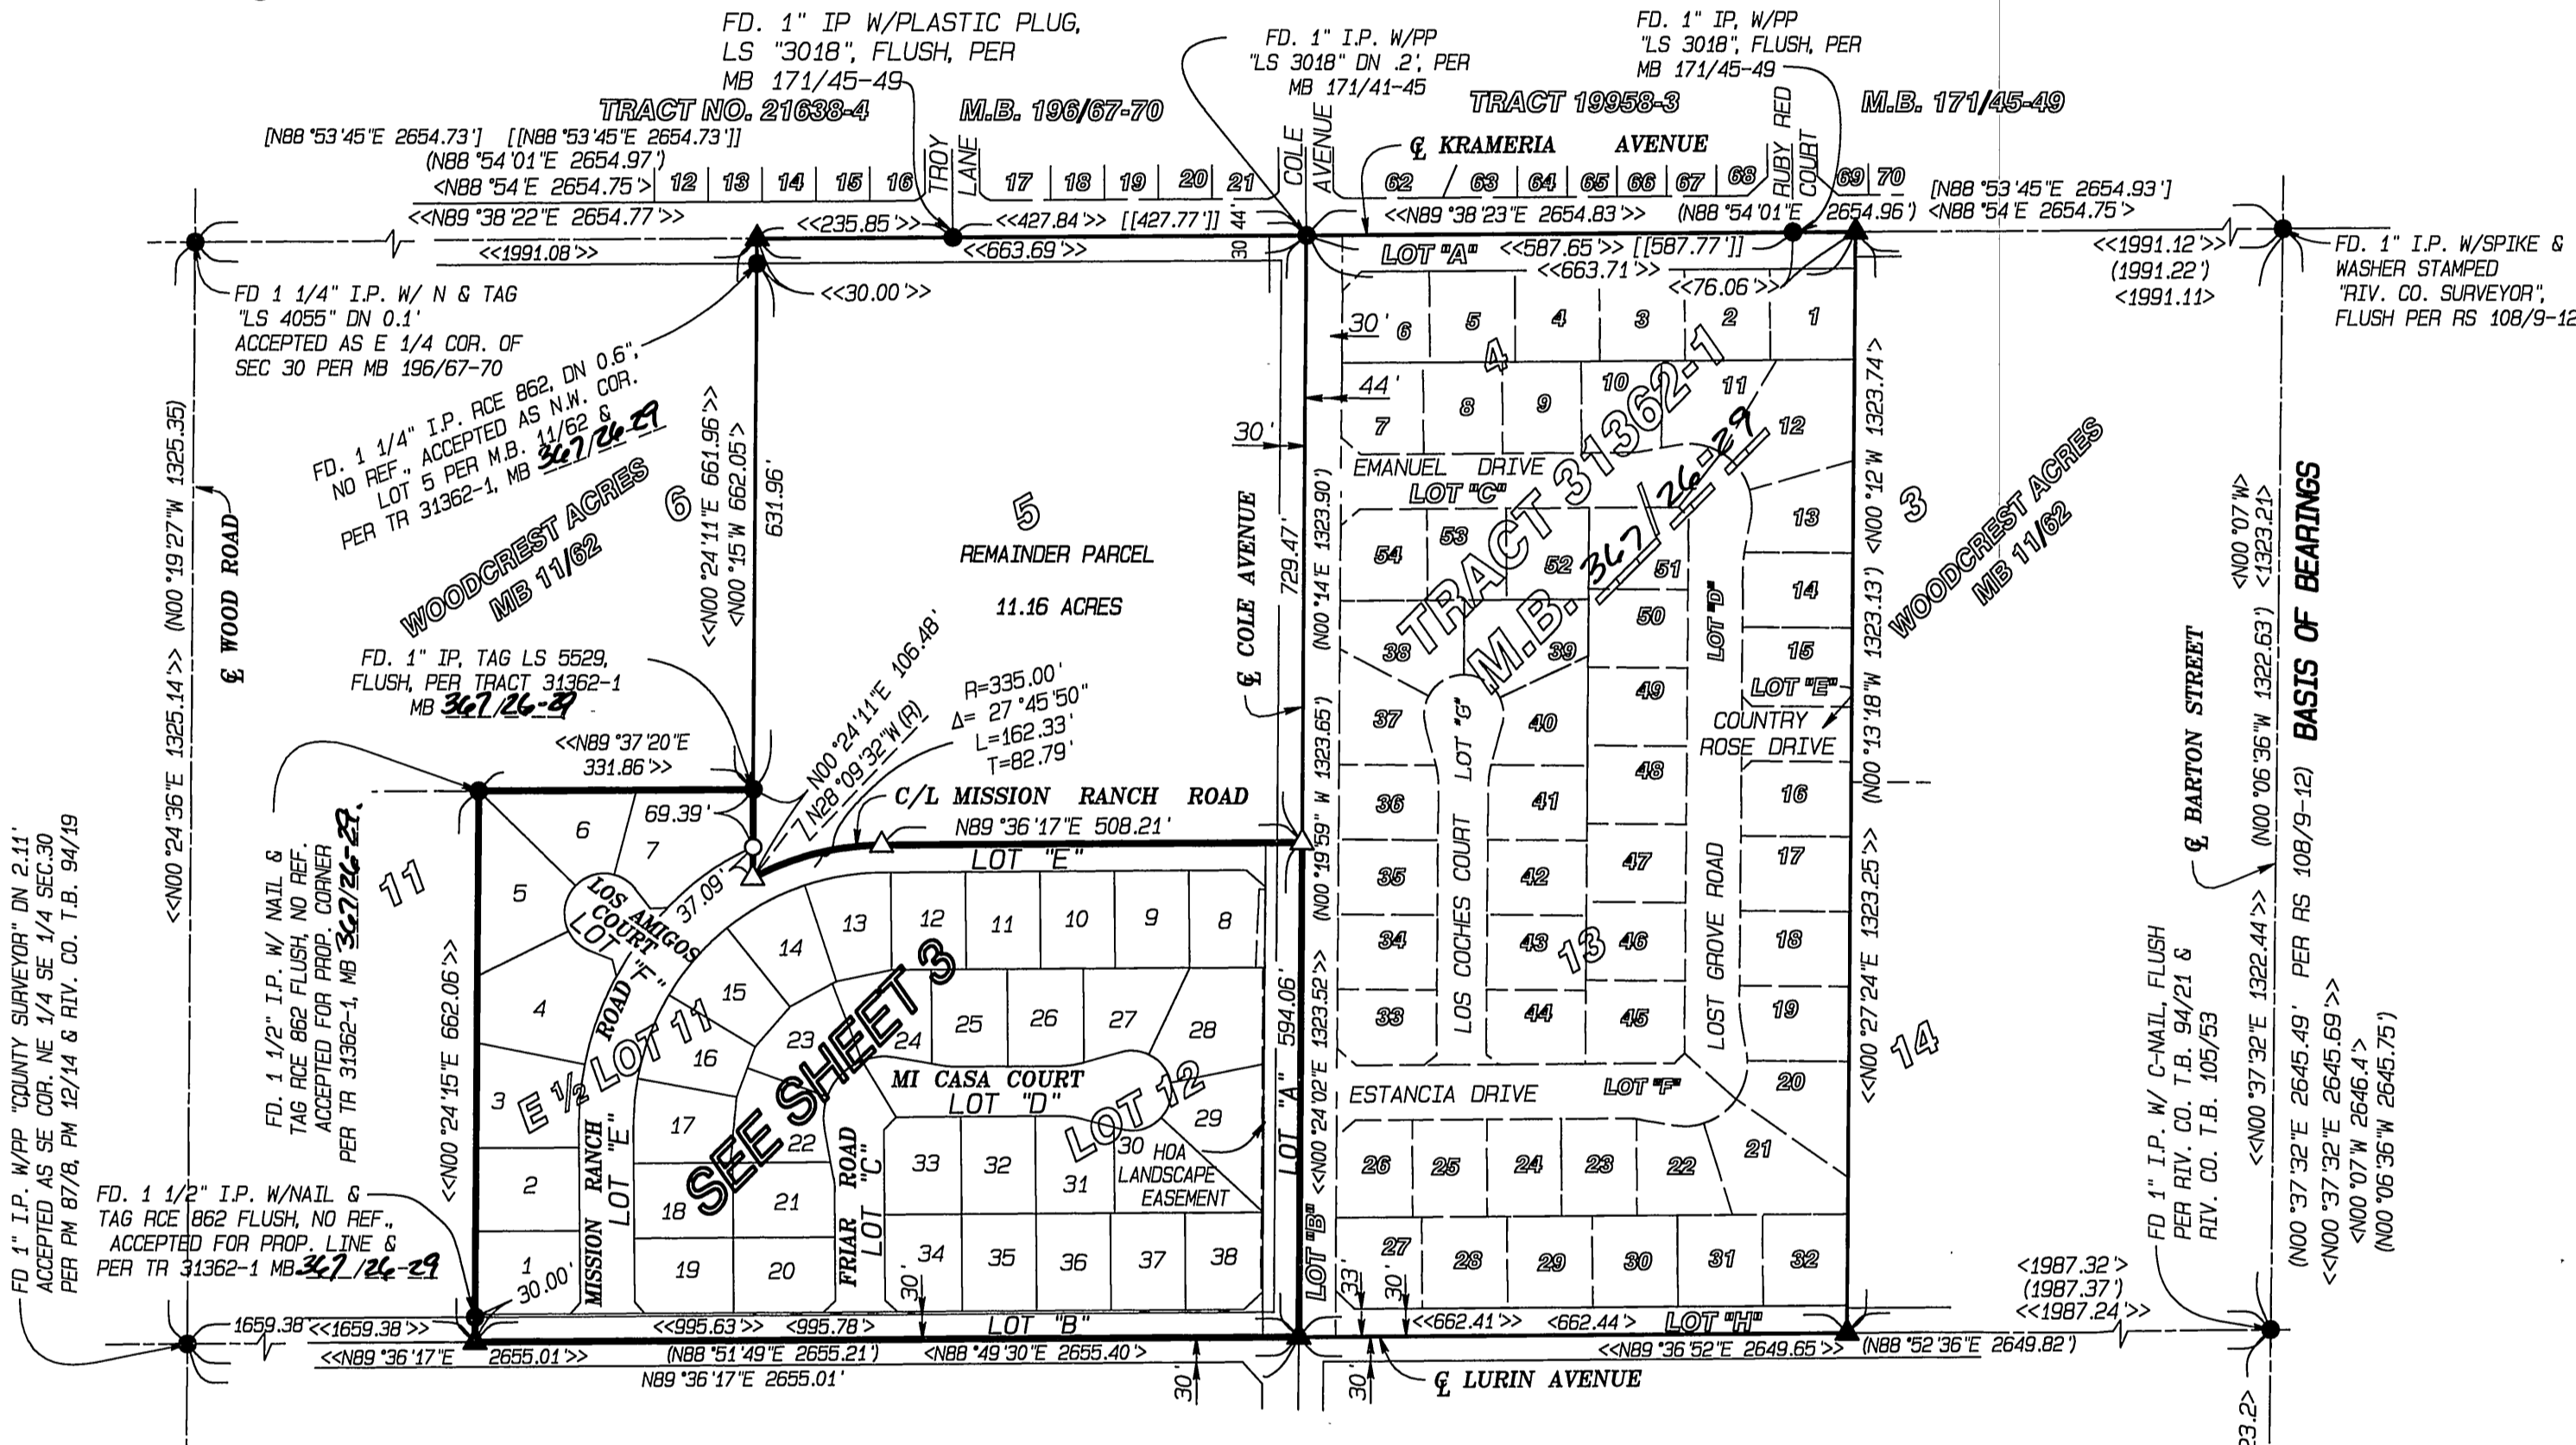 FD. 1" IP W/PLASTIC PLUG,
LS "3018", FLUSH, PER
MB 171/45-49
FD. 1" I.P. W/PP
"LS 3018" DN .2', PER
MB 171/41-45
FD. 1" IP, W/PP
"LS 3018", FLUSH, PER
MB 171/45-49
TRACT NO. 21638-4
M.B. 196/67-70
TRACT 19958-3
M.B. 171/45-49
[N88°53'45"E 2654.73'] [[N88°53'45"E 2654.73']]
(N88°54'01"E 2654.97')
<N88°54'E 2654.75'>
<<N89°38'22"E 2654.77'>>
12 13 14 15 16
TROY
LANE
17 18 19 20 21
COLE
AVENUE
℄ KRAMERIA AVENUE
62 63 64 65 66 67 68
RUBY RED
COURT
69 70
[N88°53'45"E 2654.93']
<N88°54'E 2654.75'>
<<235.85'>>
<<427.84'>> [[427.77']]
44'
30'
<<N89°38'23"E 2654.83'>>
(N88°54'01"E 2654.96')
<<1991.08'>>
<<663.69'>>
LOT "A"
<<587.65'>> [[587.77']]
<<663.71'>>
<<76.06'>>
<<1991.12'>>
(1991.22')
<1991.11>
FD. 1" I.P. W/SPIKE &
WASHER STAMPED
"RIV. CO. SURVEYOR",
FLUSH PER RS 108/9-12
FD 1 1/4" I.P. W/ N & TAG
"LS 4055" DN 0.1'
ACCEPTED AS E 1/4 COR. OF
SEC 30 PER MB 196/67-70
<<30.00'>>
FD. 1 1/4" I.P. RCE 862, DN 0.6",
NO REF., ACCEPTED AS N.W. COR.
LOT 5 PER M.B. 11/62 &
PER TR 31362-1, MB 367/26-29
WOODCREST ACRES
MB 11/62
6
<<N00°24'11"E 661.96'>>
<N00°15'W 662.05'>
631.96'
5
REMAINDER PARCEL
11.16 ACRES
℄ WOOD ROAD
(N00°19'27"W 1325.35)
<<N00°24'36"E 1325.14'>>
30'
44'
30'
6 5 4 3 2 1
4
7 8 9 10 11 12
EMANUEL DRIVE
LOT "C"
TRACT 31362-1
M.B. 367/26-29
54 53 52 51
13
50
14
38 39
15
LOT "D"
LOT "E"
COUNTRY
ROSE DRIVE
℄ COLE AVENUE
729.47'
(N00°14'E 1323.90')
(N00°19'59"W 1323.65')
<<N00°24'02"E 1323.52'>>
<N00°12'W 1323.74'>
(N00°13'18"W 1323.13')
<<N00°27'24"E 1323.25'>>
3
WOODCREST ACRES
MB 11/62
14
℄ BARTON STREET
<N00°07'W>
<1323.21>
(N00°06'36"W 1322.63')
<<N00°37'32"E 1322.44'>>
BASIS OF BEARINGS
(N00°37'32"E 2645.49' PER RS 108/9-12)
<<N00°37'32"E 2645.69'>>
<N00°07'W 2646.4'>
(N00°06'36"W 2645.75')
FD. 1" IP, TAG LS 5529,
FLUSH, PER TRACT 31362-1
MB 367/26-29
<<N89°37'20"E
331.86'>>
N00°24'11"E 106.48'
N28°09'32"W(R)
R=335.00'
Δ= 27°45'50"
L=162.33'
T=82.79'
C/L MISSION RANCH ROAD
N89°36'17"E 508.21'
LOT "E"
69.39'
37.09'
6
7
5
4
3
2
1
LOS AMIGOS
COURT
LOT "F"
ROAD
MISSION RANCH
LOT "E"
E 1/2 LOT 11
11
SEE SHEET 3
14 13 12 11 10 9 8
15
16
17
18
19
23 24 25 26 27 28
22
21
20
MI CASA COURT
LOT "D"
LOT 12
29
FRIAR ROAD
LOT "C"
33 32 31 30 HOA
LANDSCAPE
EASEMENT
34 35 36 37 38
LOT "A" 594.06'
LOT "B"
37 40 49
36 41 48 16
35 42 47 17
34 43 46 18
13
33 44 45 19
20
LOS COCHES COURT LOT "G"
LOST GROVE ROAD
ESTANCIA DRIVE
LOT "F"
26 25 24 23 22 21
27 28 29 30 31 32
33'
30'
FD. 1 1/2" I.P. W/ NAIL &
TAG RCE 862 FLUSH, NO REF.
ACCEPTED FOR PROP. CORNER
PER TR 31362-1, MB 367/26-29.
<<N00°24'15"E 662.06'>>
FD 1" I.P. W/PP "COUNTY SURVEYOR" DN 2.11'
ACCEPTED AS SE COR. NE 1/4 SE 1/4 SEC.30
PER PM 87/8, PM 12/14 & RIV. CO. T.B. 94/19
FD. 1 1/2" I.P. W/NAIL &
TAG RCE 862 FLUSH, NO REF.,
ACCEPTED FOR PROP. LINE &
PER TR 31362-1 MB 367/26-29
FD 1" I.P. W/ C-NAIL, FLUSH
PER RIV. CO. T.B. 94/21 &
RIV. CO. T.B. 105/53
30.00'
30'
1659.38'
<<1659.38'>>
<<995.63'>>
<995.78'>
LOT "B"
<<662.41'>>
<662.44'>
LOT "H"
<1987.32'>
(1987.37')
<<1987.24'>>
<<N89°36'17"E 2655.01'>>
(N88°51'49"E 2655.21')
<N88°49'30"E 2655.40'>
<<N89°36'52"E 2649.65'>>
(N88°52'36"E 2649.82')
N89°36'17"E 2655.01'
30'
30'
℄ LURIN AVENUE
23.2>